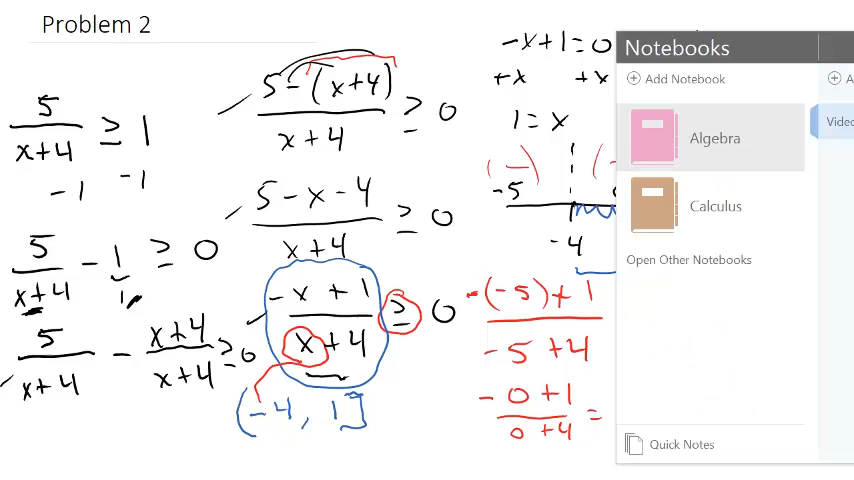 Problem 2
5/(x+4) ≥ 1
-1 -1
5/(x+4) - 1/1 ≥ 0
5/(x+4) - (x+4)/(x+4) ≥ 0
(5-(x+4))/(x+4) ≥ 0
(5-x-4)/(x+4) ≥ 0
(-x+1)/(x+4) ≥ 0
(-4, 1]
-x+1=0
+x +x
1=x
(-) (-
-5
-4
(-(-5)+1)/(-5+4)
(-0+1)/(0+4) =
Notebooks
Add Notebook
Algebra
Calculus
Open Other Notebooks
Quick Notes
A
Video